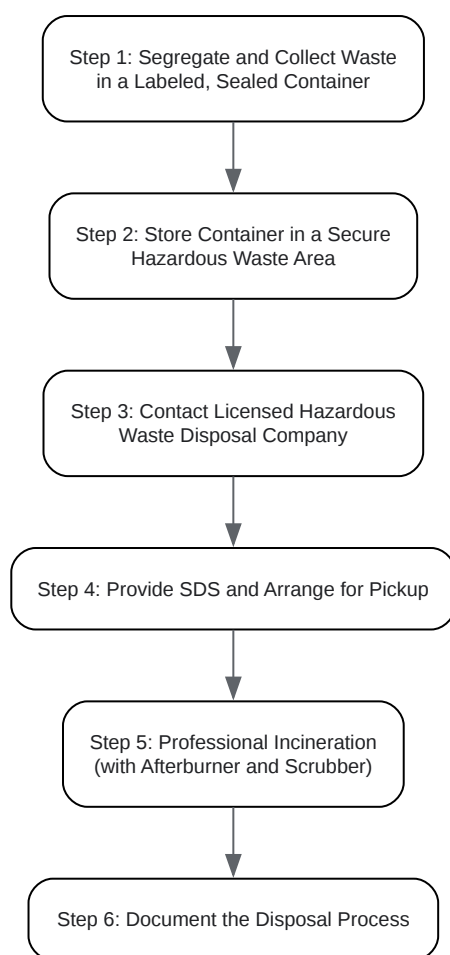 Step 1: Segregate and Collect Waste
in a Labeled, Sealed Container
Step 2: Store Container in a Secure
Hazardous Waste Area
Step 3: Contact Licensed Hazardous
Waste Disposal Company
Step 4: Provide SDS and Arrange for Pickup
Step 5: Professional Incineration
(with Afterburner and Scrubber)
Step 6: Document the Disposal Process